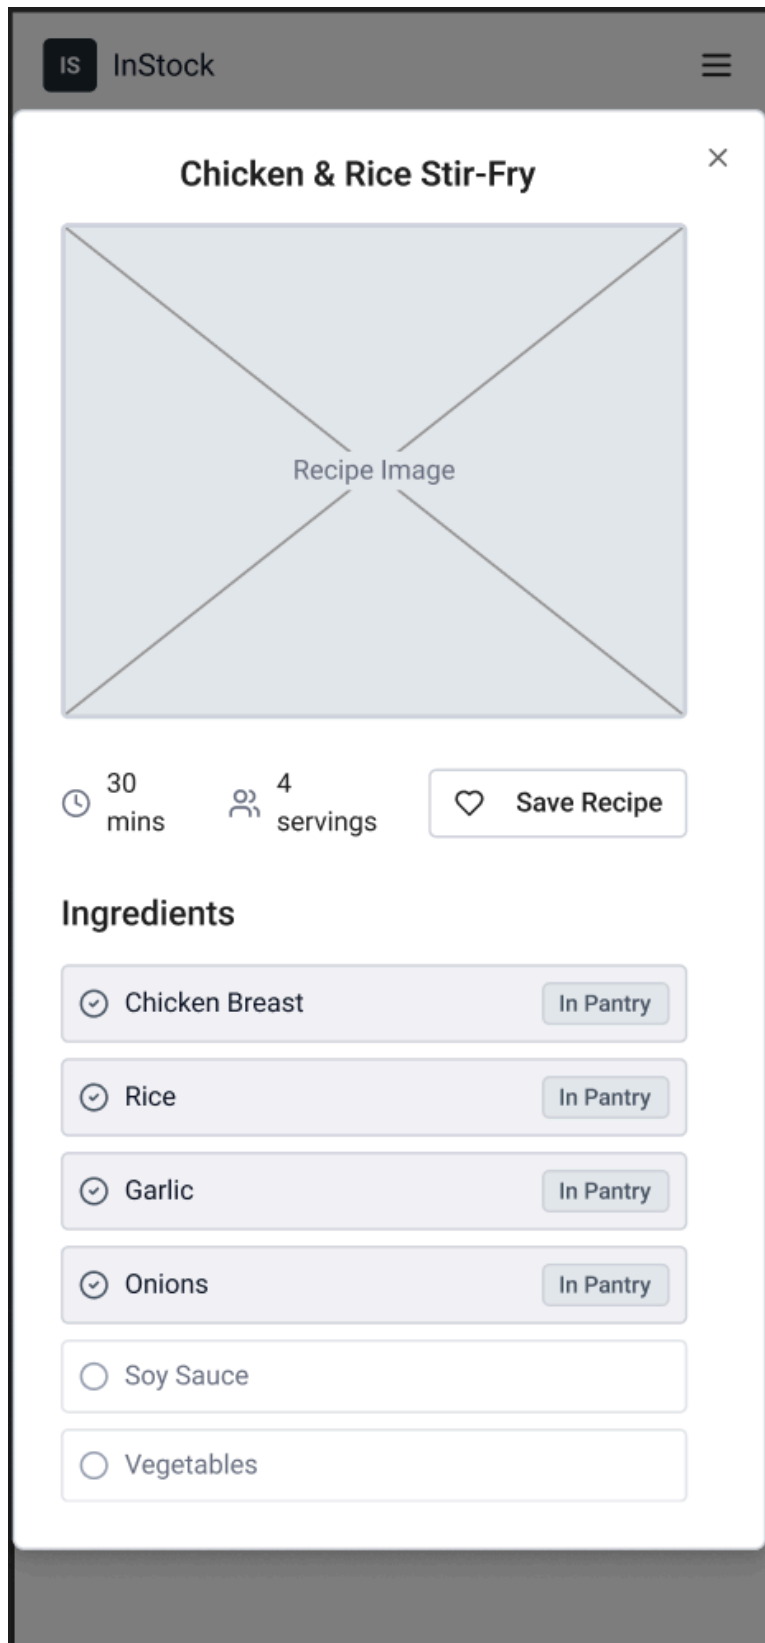 IS InStock
Chicken & Rice Stir-Fry
Recipe Image
30
mins
4
servings
Save Recipe
Ingredients
Chicken Breast In Pantry
Rice In Pantry
Garlic In Pantry
Onions In Pantry
Soy Sauce
Vegetables